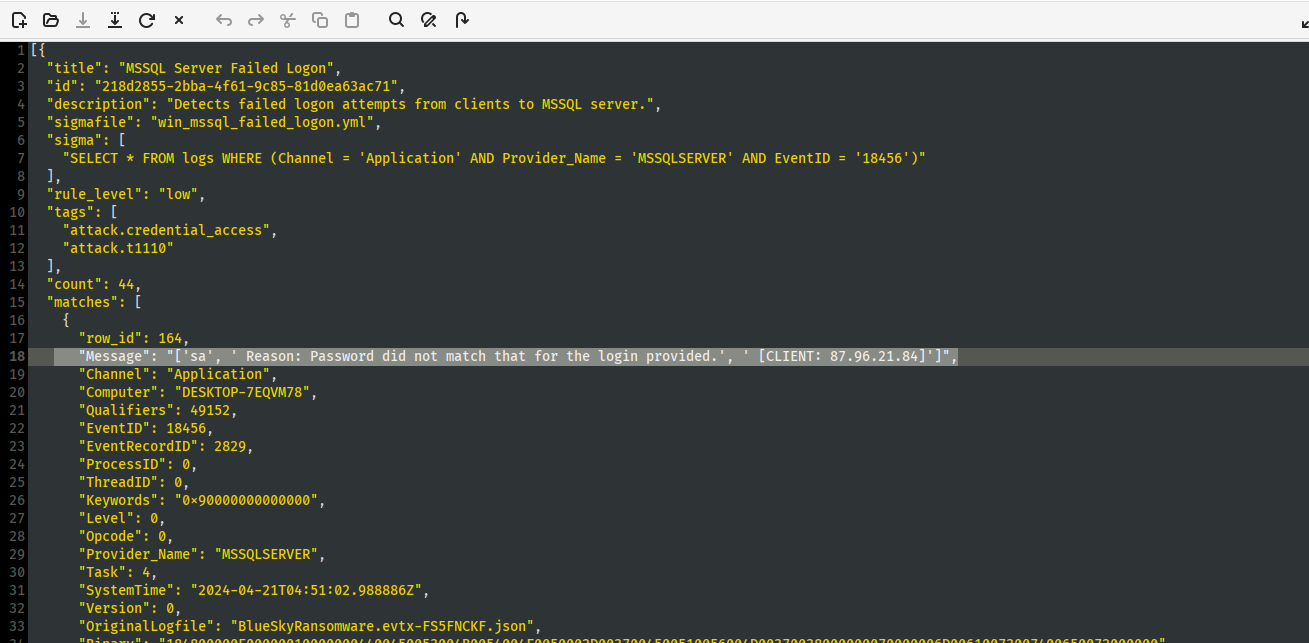 1 [{
2 "title": "MSSQL Server Failed Logon",
3 "id": "218d2855-2bba-4f61-9c85-81d0ea63ac71",
4 "description": "Detects failed logon attempts from clients to MSSQL server.",
5 "sigmafile": "win_mssql_failed_logon.yml",
6 "sigma": [
7 "SELECT * FROM logs WHERE (Channel = 'Application' AND Provider_Name = 'MSSQLSERVER' AND EventID = '18456')"
8 ],
9 "rule_level": "low",
10 "tags": [
11 "attack.credential_access",
12 "attack.t1110"
13 ],
14 "count": 44,
15 "matches": [
16 {
17 "row_id": 164,
18 "Message": "['sa', ' Reason: Password did not match that for the login provided.', ' [CLIENT: 87.96.21.84]']",
19 "Channel": "Application",
20 "Computer": "DESKTOP-7EQVM78",
21 "Qualifiers": 49152,
22 "EventID": 18456,
23 "EventRecordID": 2829,
24 "ProcessID": 0,
25 "ThreadID": 0,
26 "Keywords": "0×90000000000000",
27 "Level": 0,
28 "Opcode": 0,
29 "Provider_Name": "MSSQLSERVER",
30 "Task": 4,
31 "SystemTime": "2024-04-21T04:51:02.988886Z",
32 "Version": 0,
33 "OriginalLogfile": "BlueSkyRansomware.evtx-FS5FNCKF.json",